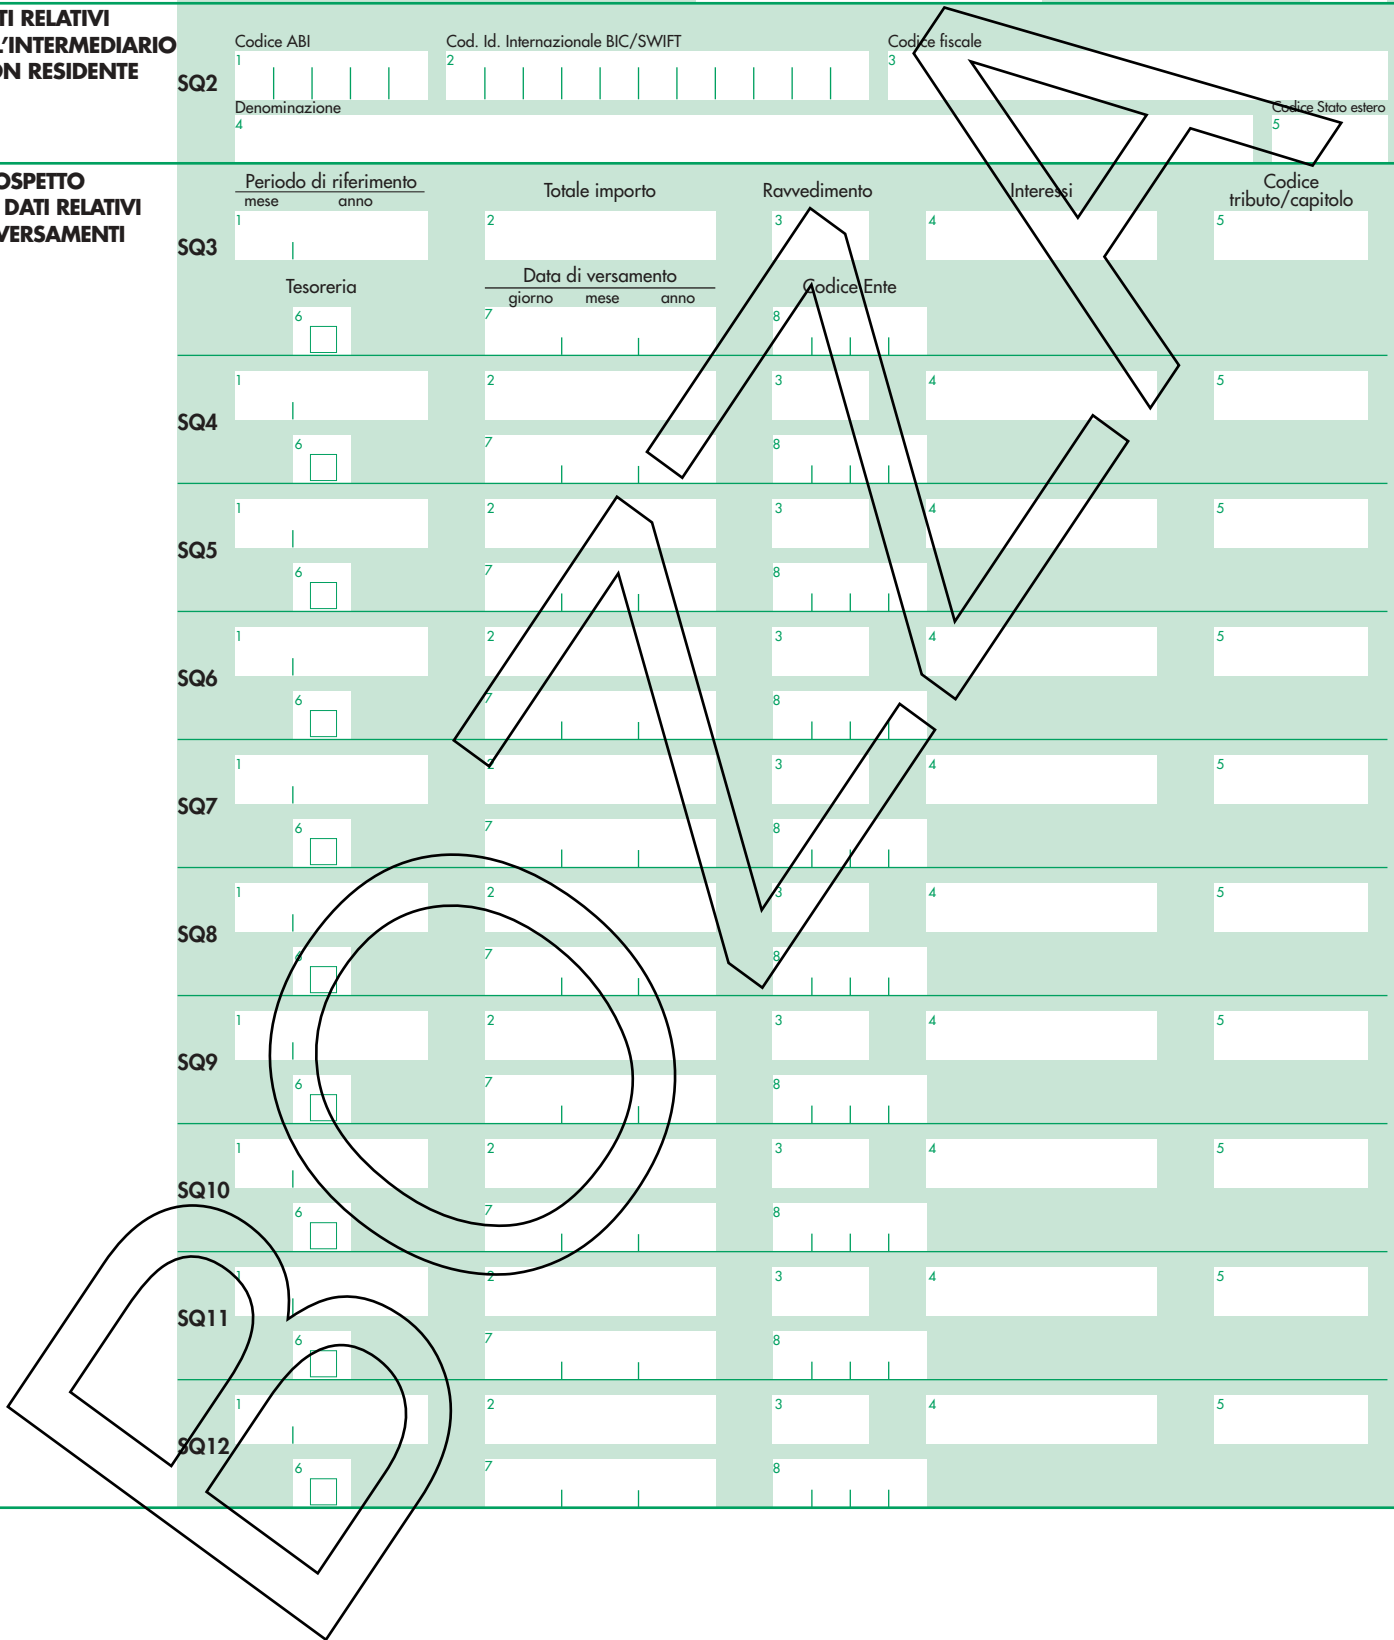 TI RELATIVI
L'INTERMEDIARIO
ON RESIDENTE
SQ2
Codice ABI
1
Cod. Id. Internazionale BIC/SWIFT
2
Codice fiscale
3
Denominazione
4
Codice Stato estero
5
OSPETTO
DATI RELATIVI
VERSAMENTI
Periodo di riferimento
mese anno
Totale importo
Ravvedimento
Interessi
Codice
tributo/capitolo
SQ3
1 2 3 4 5
Tesoreria
Data di versamento
giorno mese anno
Codice Ente
6 7 8
SQ4
1 2 3 4 5
6 7 8
SQ5
1 2 3 4 5
6 7 8
SQ6
1 2 3 4 5
6 7 8
SQ7
1 2 3 4 5
6 7 8
SQ8
1 2 3 4 5
6 7 8
SQ9
1 2 3 4 5
6 7 8
SQ10
1 2 3 4 5
6 7 8
SQ11
1 2 3 4 5
6 7 8
SQ12
1 2 3 4 5
6 7 8
BOZZA